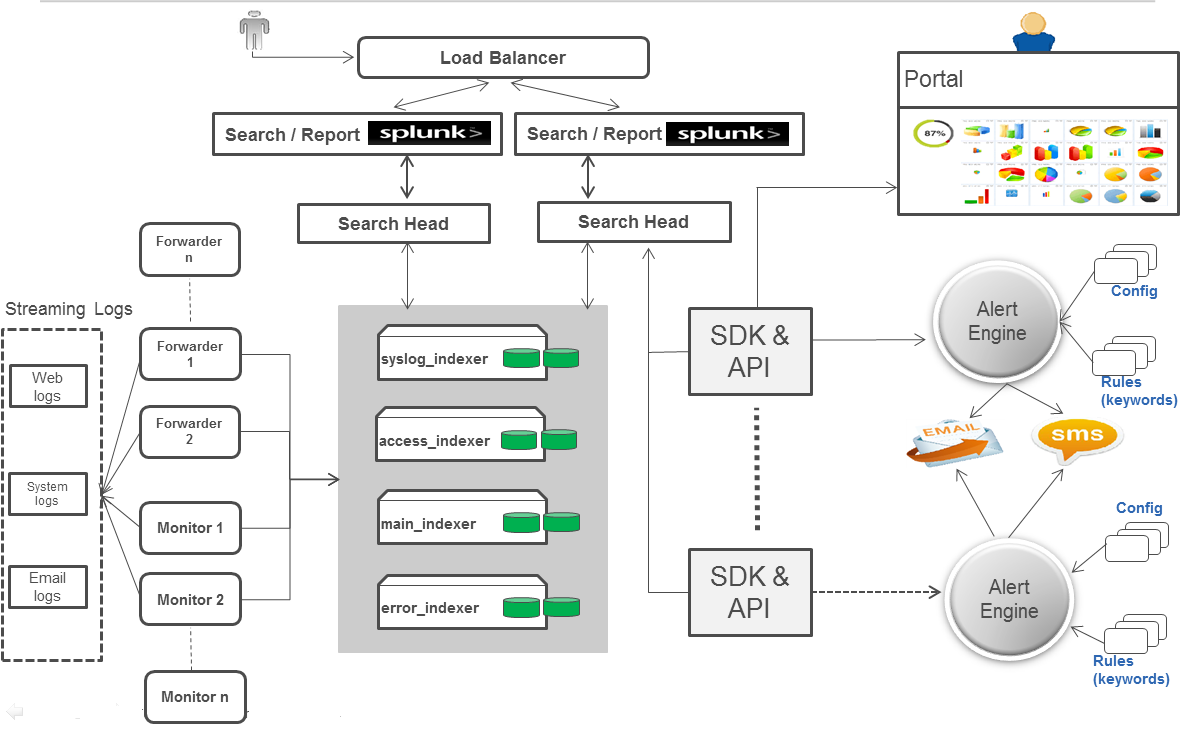 Load Balancer
Portal
Search / Report splunk>
Search / Report splunk>
87%
Search Head
Search Head
Forwarder
n
Streaming Logs
Web
logs
System
logs
Email
logs
Forwarder
1
Forwarder
2
Monitor 1
Monitor 2
Monitor n
syslog_indexer
access_indexer
main_indexer
error_indexer
SDK &
API
SDK &
API
Alert
Engine
Config
Rules
(keywords)
EMAIL
sms
Config
Alert
Engine
Rules
(keywords)